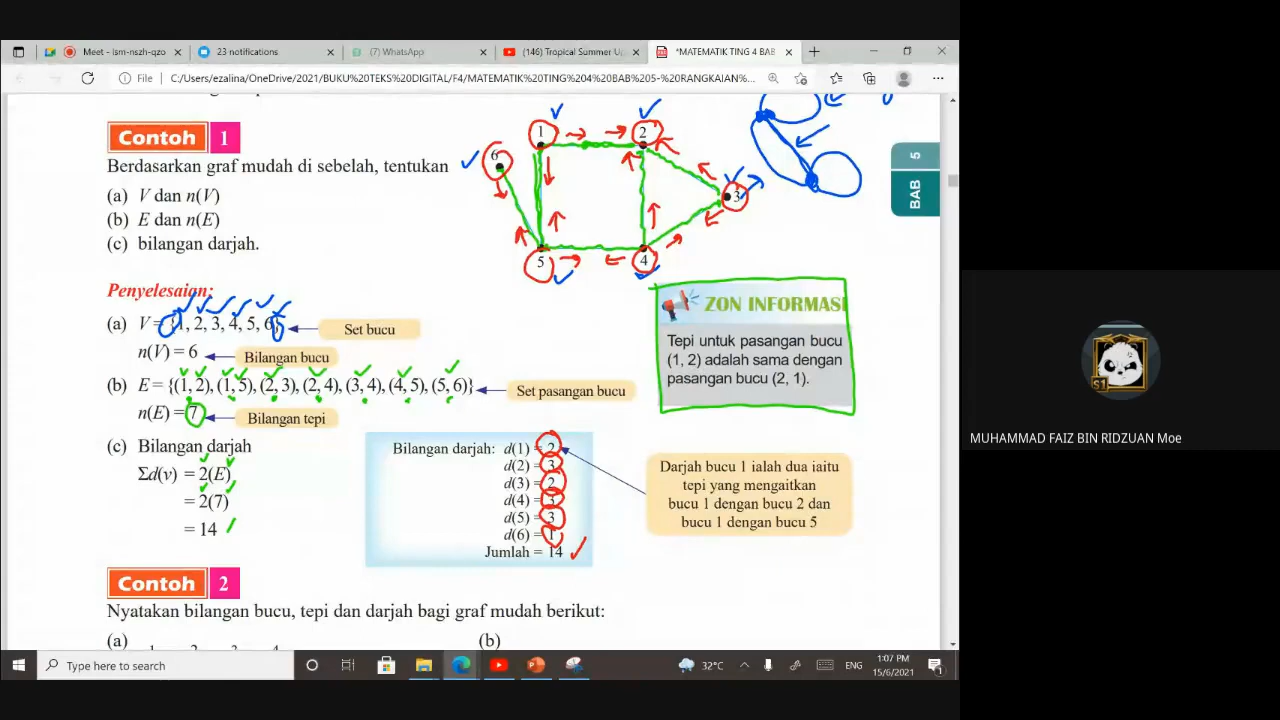 Meet - lsm-nszh-qzo
23 notifications
(7) WhatsApp
(146) Tropical Summer U
*MATEMATIK TING 4 BAB
File
C:/Users/ezalina/OneDrive/2021/BUKU%20TEKS%20DIGITAL/F4/MATEMATIK%20TING%204%20BAB%205-%20RANGKAIAN%...
BAB 5
Contoh 1
Berdasarkan graf mudah di sebelah, tentukan
(a) V dan n(V)
(b) E dan n(E)
(c) bilangan darjah.
1
2
6
3
5
4
Penyelesaian:
(a) V = {1, 2, 3, 4, 5, 6}
Set bucu
n(V) = 6
Bilangan bucu
(b) E = {(1, 2), (1, 5), (2, 3), (2, 4), (3, 4), (4, 5), (5, 6)}
Set pasangan bucu
n(E) = 7
Bilangan tepi
(c) Bilangan darjah
Σd(v) = 2(E)
= 2(7)
= 14
ZON INFORMASI
Tepi untuk pasangan bucu
(1, 2) adalah sama dengan
pasangan bucu (2, 1).
Bilangan darjah: d(1) = 2
d(2) = 3
d(3) = 2
d(4) = 3
d(5) = 3
d(6) = 1
Jumlah = 14
Darjah bucu 1 ialah dua iaitu
tepi yang mengaitkan
bucu 1 dengan bucu 2 dan
bucu 1 dengan bucu 5
Contoh 2
Nyatakan bilangan bucu, tepi dan darjah bagi graf mudah berikut:
(a)
(b)
S1
MUHAMMAD FAIZ BIN RIDZUAN Moe
Type here to search
32°C
ENG
1:07 PM
15/6/2021